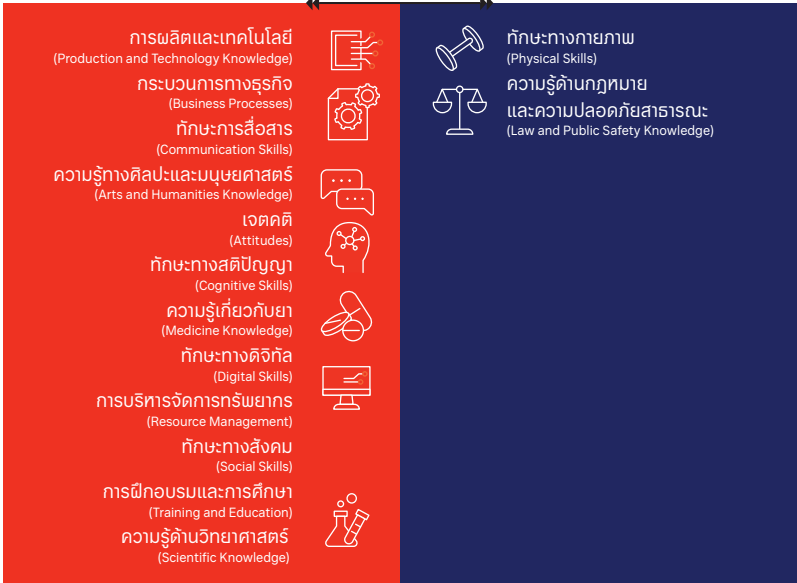 การผลิตและเทคโนโลยี
(Production and Technology Knowledge)
กระบวนการทางธุรกิจ
(Business Processes)
ทักษะการสื่อสาร
(Communication Skills)
ความรู้ทางศิลปะและมนุษยศาสตร์
(Arts and Humanities Knowledge)
เจตคติ
(Attitudes)
ทักษะทางสติปัญญา
(Cognitive Skills)
ความรู้เกี่ยวกับยา
(Medicine Knowledge)
ทักษะทางดิจิทัล
(Digital Skills)
การบริหารจัดการทรัพยากร
(Resource Management)
ทักษะทางสังคม
(Social Skills)
การฝึกอบรมและการศึกษา
(Training and Education)
ความรู้ด้านวิทยาศาสตร์
(Scientific Knowledge)
ทักษะทางกายภาพ
(Physical Skills)
ความรู้ด้านกฎหมาย
และความปลอดภัยสาธารณะ
(Law and Public Safety Knowledge)